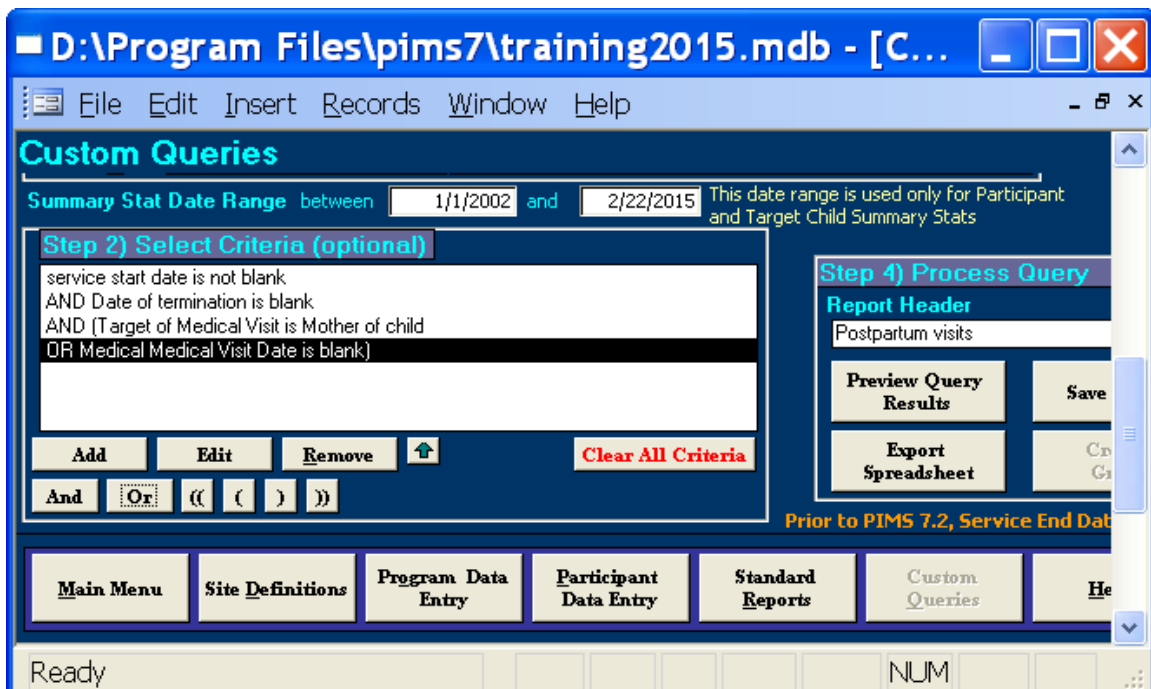 D:\Program Files\pims7\training2015.mdb - [C...
File Edit Insert Records Window Help
Custom Queries
Summary Stat Date Range between 1/1/2002 and 2/22/2015 This date range is used only for Participant
and Target Child Summary Stats
Step 2) Select Criteria (optional)
service start date is not blank
AND Date of termination is blank
AND (Target of Medical Visit is Mother of child
OR Medical Medical Visit Date is blank)
Add Edit Remove Clear All Criteria
And Or (( ( ) ))
Step 4) Process Query
Report Header
Postpartum visits
Preview Query
Results
Save
Export
Spreadsheet
Prior to PIMS 7.2, Service End Dat
Main Menu
Site Definitions
Program Data
Entry
Participant
Data Entry
Standard
Reports
Custom
Queries
He
Ready NUM